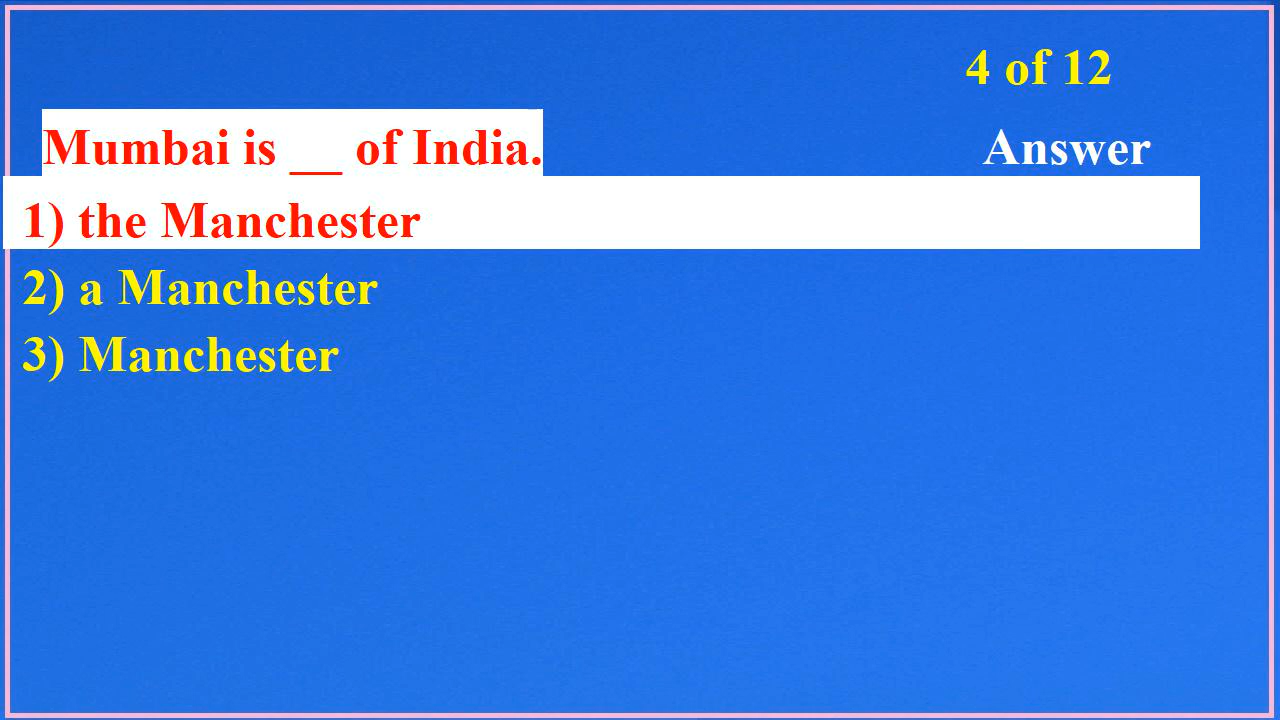 4 of 12
Mumbai is __ of India.
Answer
1) the Manchester
2) a Manchester
3) Manchester